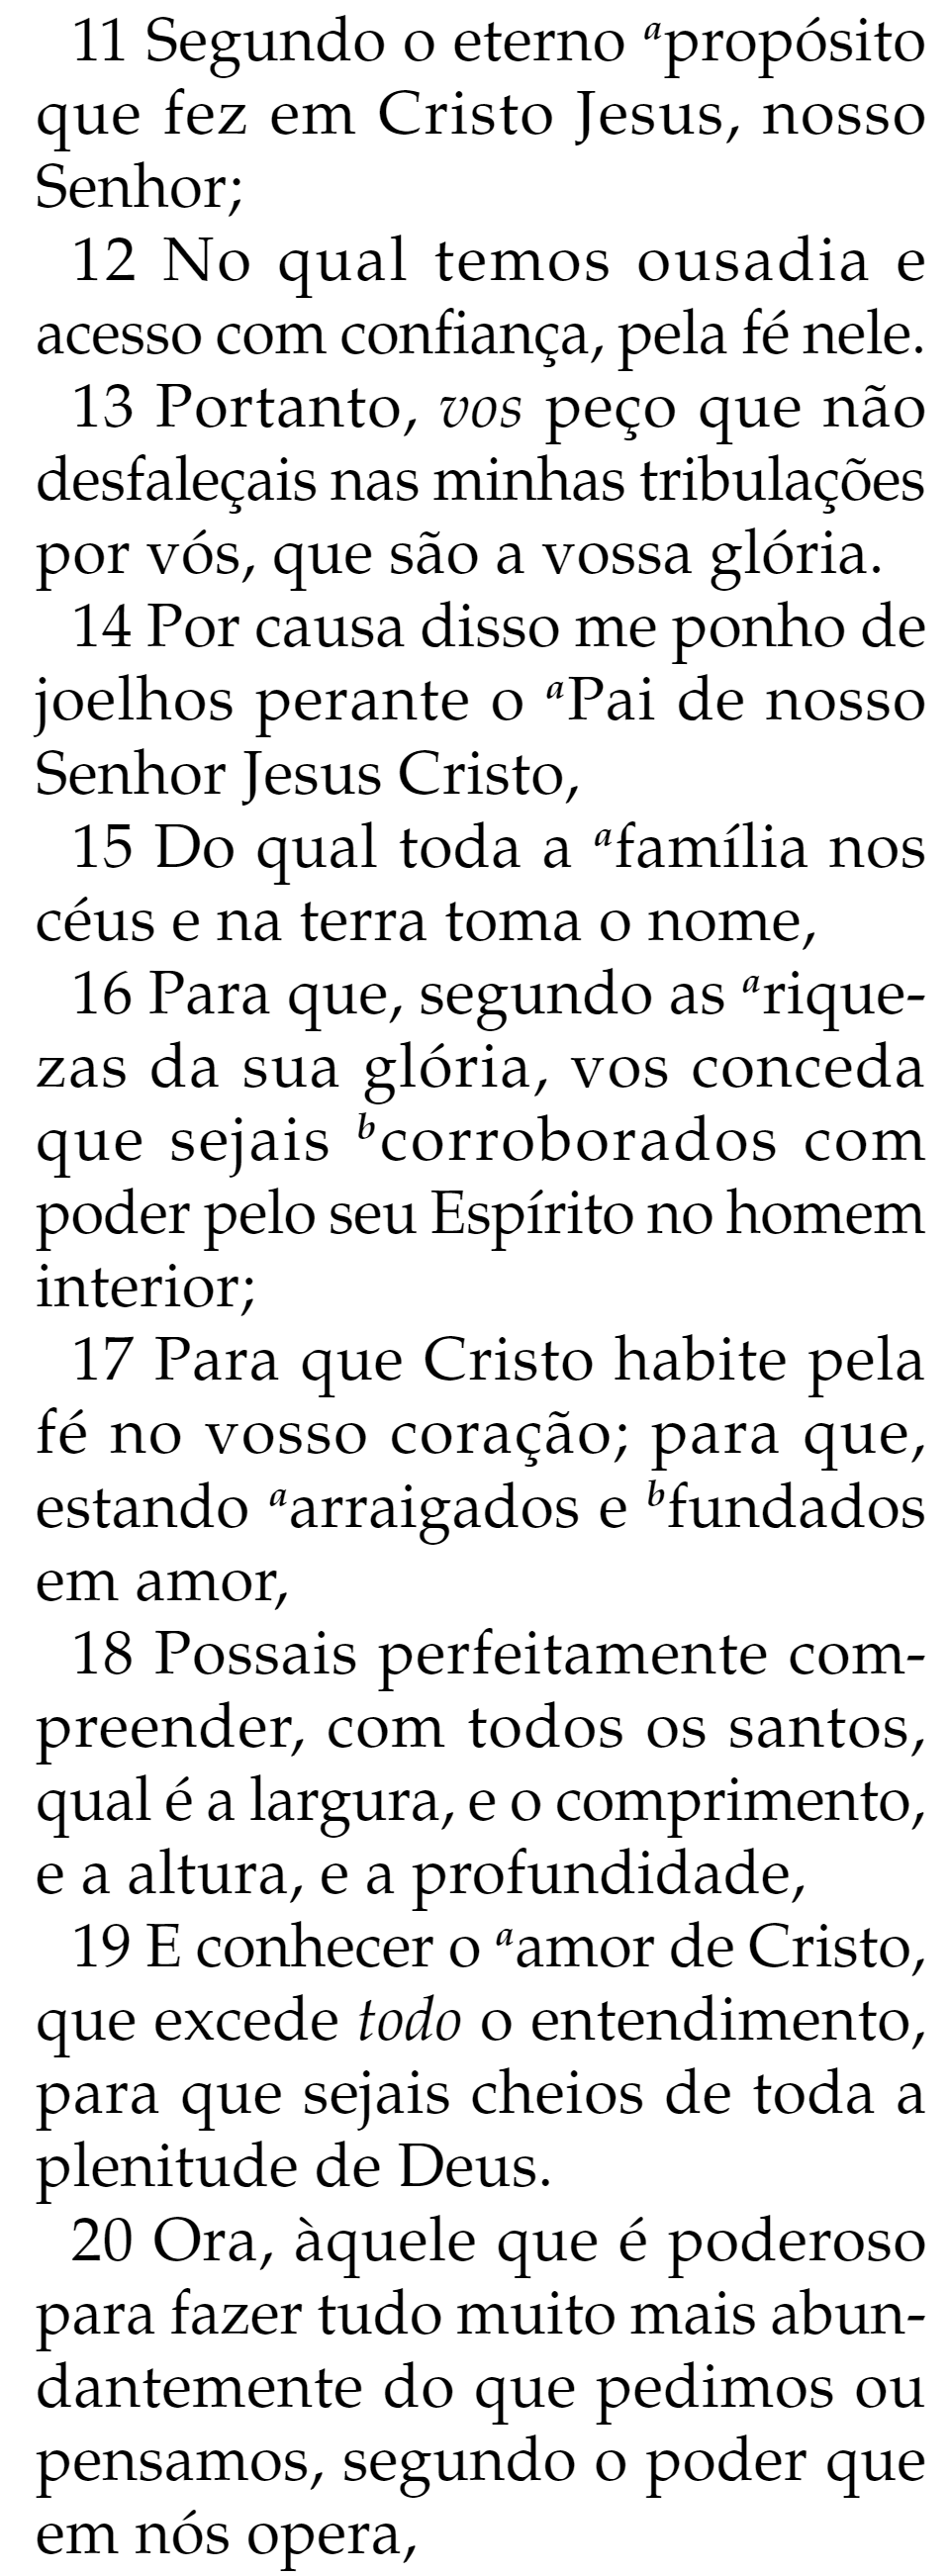 11 Segundo o eterno ᵃpropósito
que fez em Cristo Jesus, nosso
Senhor;
12 No qual temos ousadia e
acesso com confiança, pela fé nele.
13 Portanto, vos peço que não
desfaleçais nas minhas tribulações
por vós, que são a vossa glória.
14 Por causa disso me ponho de
joelhos perante o ᵃPai de nosso
Senhor Jesus Cristo,
15 Do qual toda a ᵃfamília nos
céus e na terra toma o nome,
16 Para que, segundo as ᵃrique-
zas da sua glória, vos conceda
que sejais ᵇcorroborados com
poder pelo seu Espírito no homem
interior;
17 Para que Cristo habite pela
fé no vosso coração; para que,
estando ᵃarraigados e ᵇfundados
em amor,
18 Possais perfeitamente com-
preender, com todos os santos,
qual é a largura, e o comprimento,
e a altura, e a profundidade,
19 E conhecer o ᵃamor de Cristo,
que excede todo o entendimento,
para que sejais cheios de toda a
plenitude de Deus.
20 Ora, àquele que é poderoso
para fazer tudo muito mais abun-
dantemente do que pedimos ou
pensamos, segundo o poder que
em nós opera,